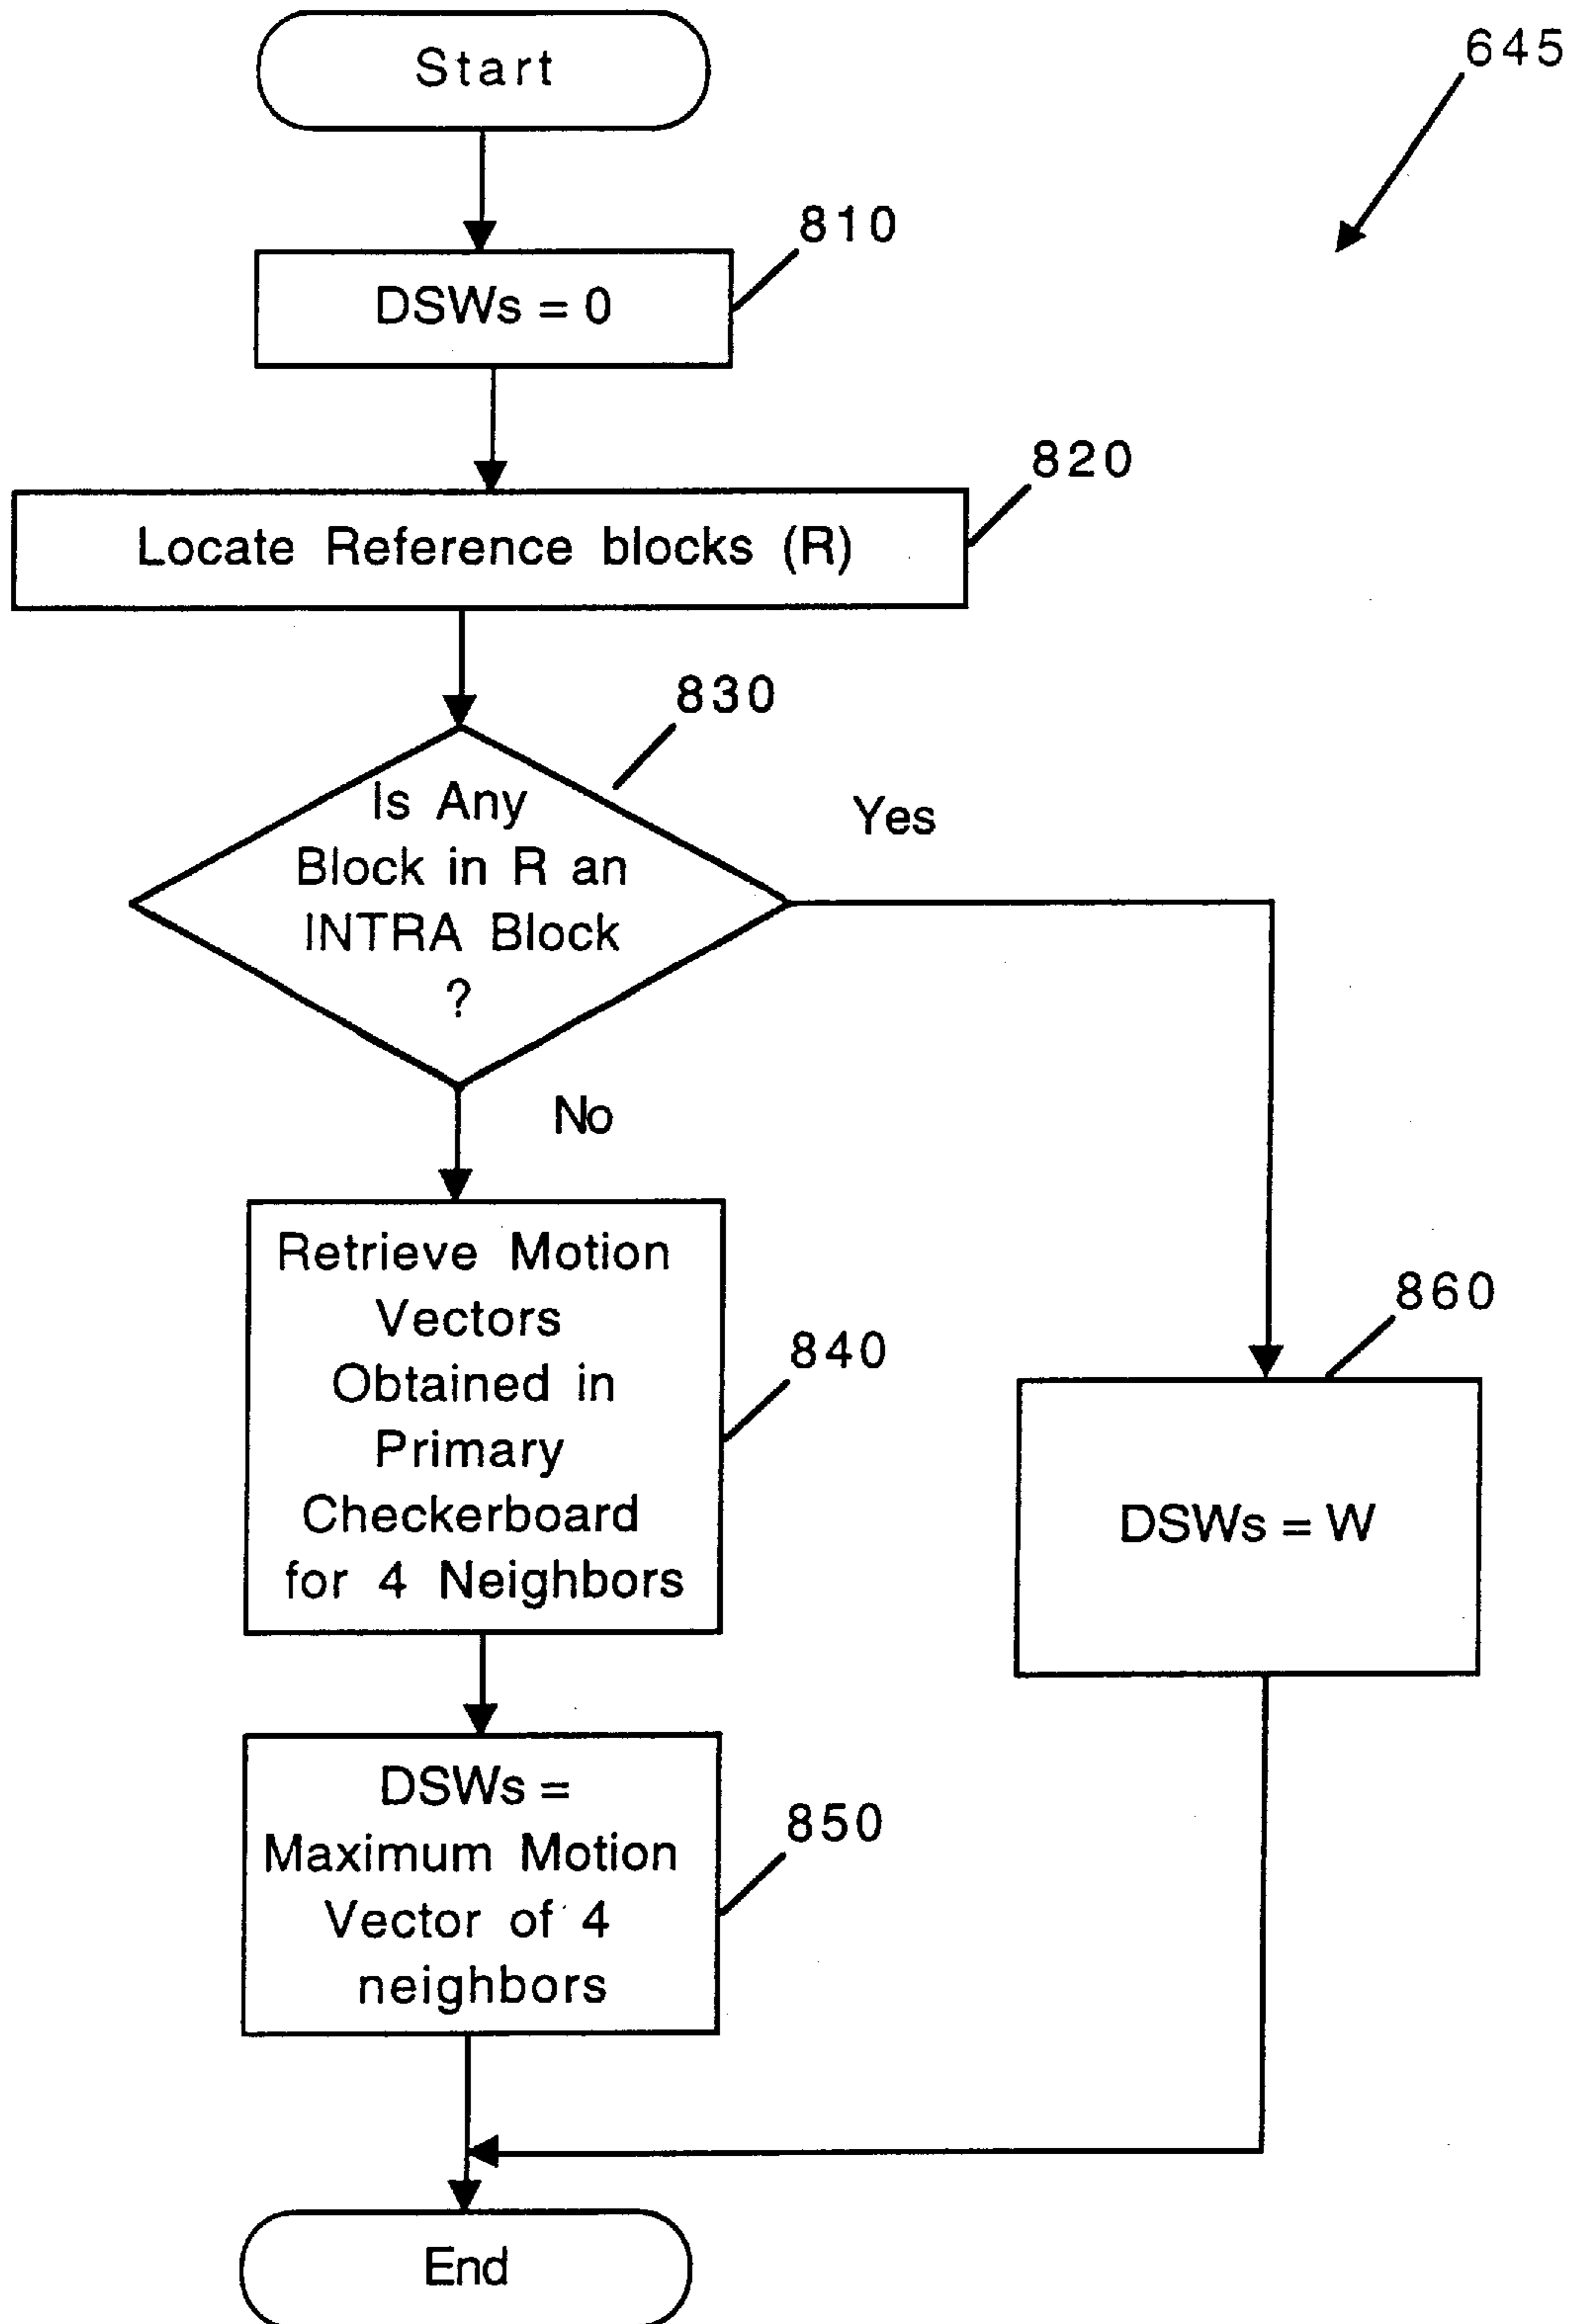 Start
645
810
DSWs = 0
820
Locate Reference blocks (R)
830
Is Any
Block in R an
INTRA Block
?
Yes
No
Retrieve Motion
Vectors
Obtained in
Primary
Checkerboard
for 4 Neighbors
840
860
DSWs = W
DSWs =
Maximum Motion
Vector of 4
neighbors
850
End